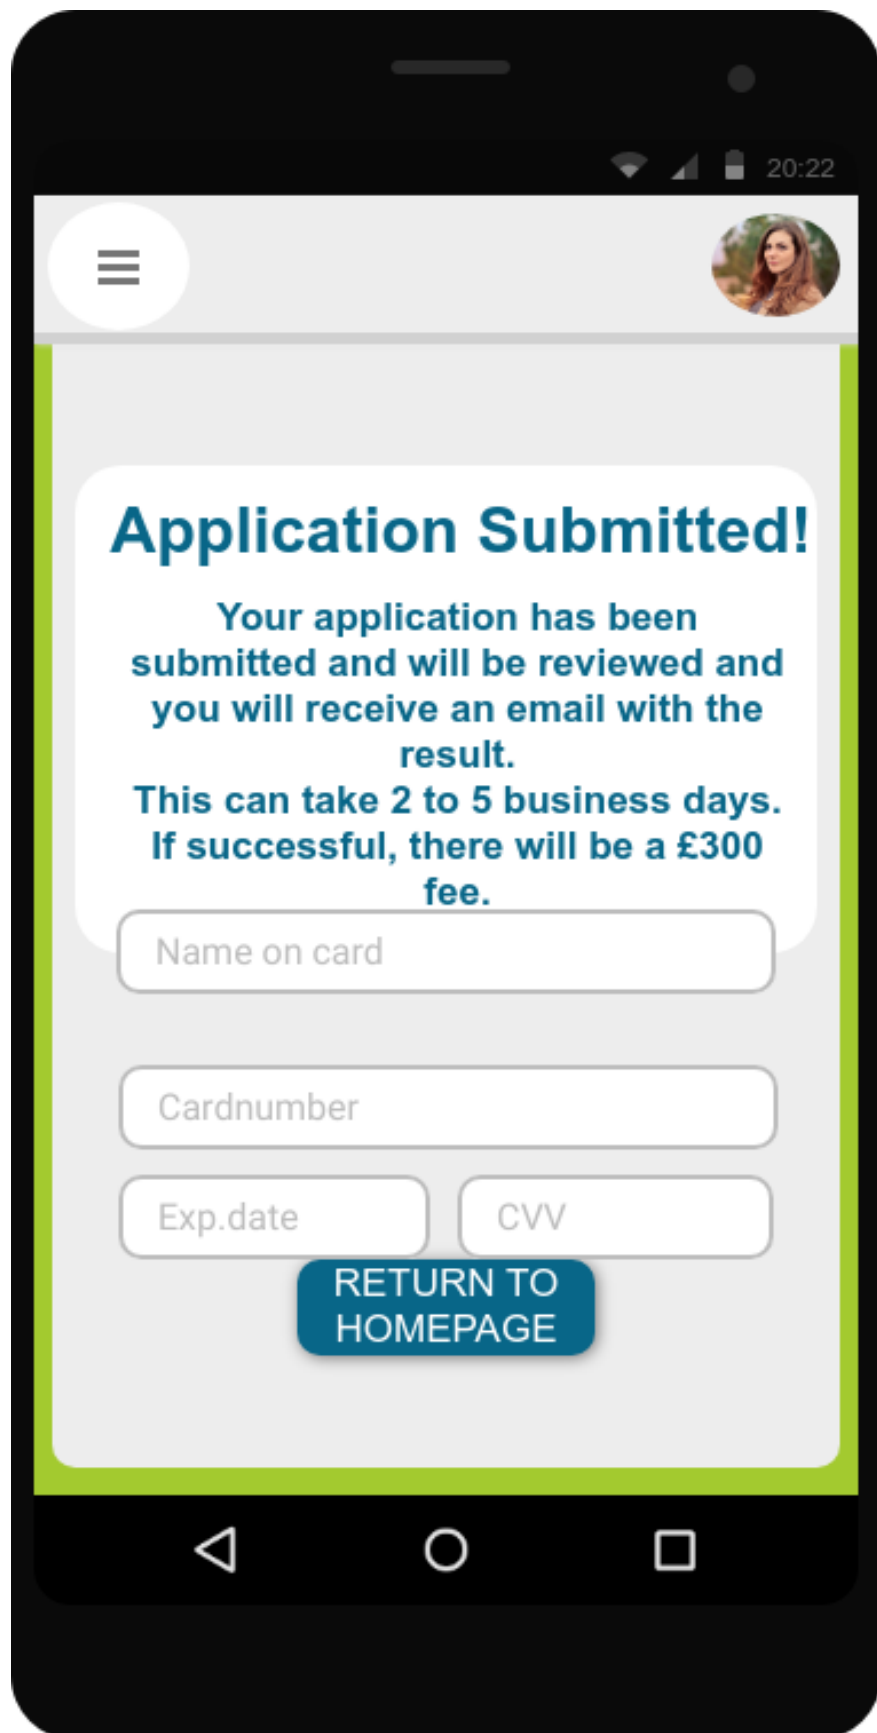 20:22
Application Submitted!
Your application has been
submitted and will be reviewed and
you will receive an email with the
result.
This can take 2 to 5 business days.
If successful, there will be a £300
fee.
Name on card
Cardnumber
Exp.date CVV
RETURN TO
HOMEPAGE